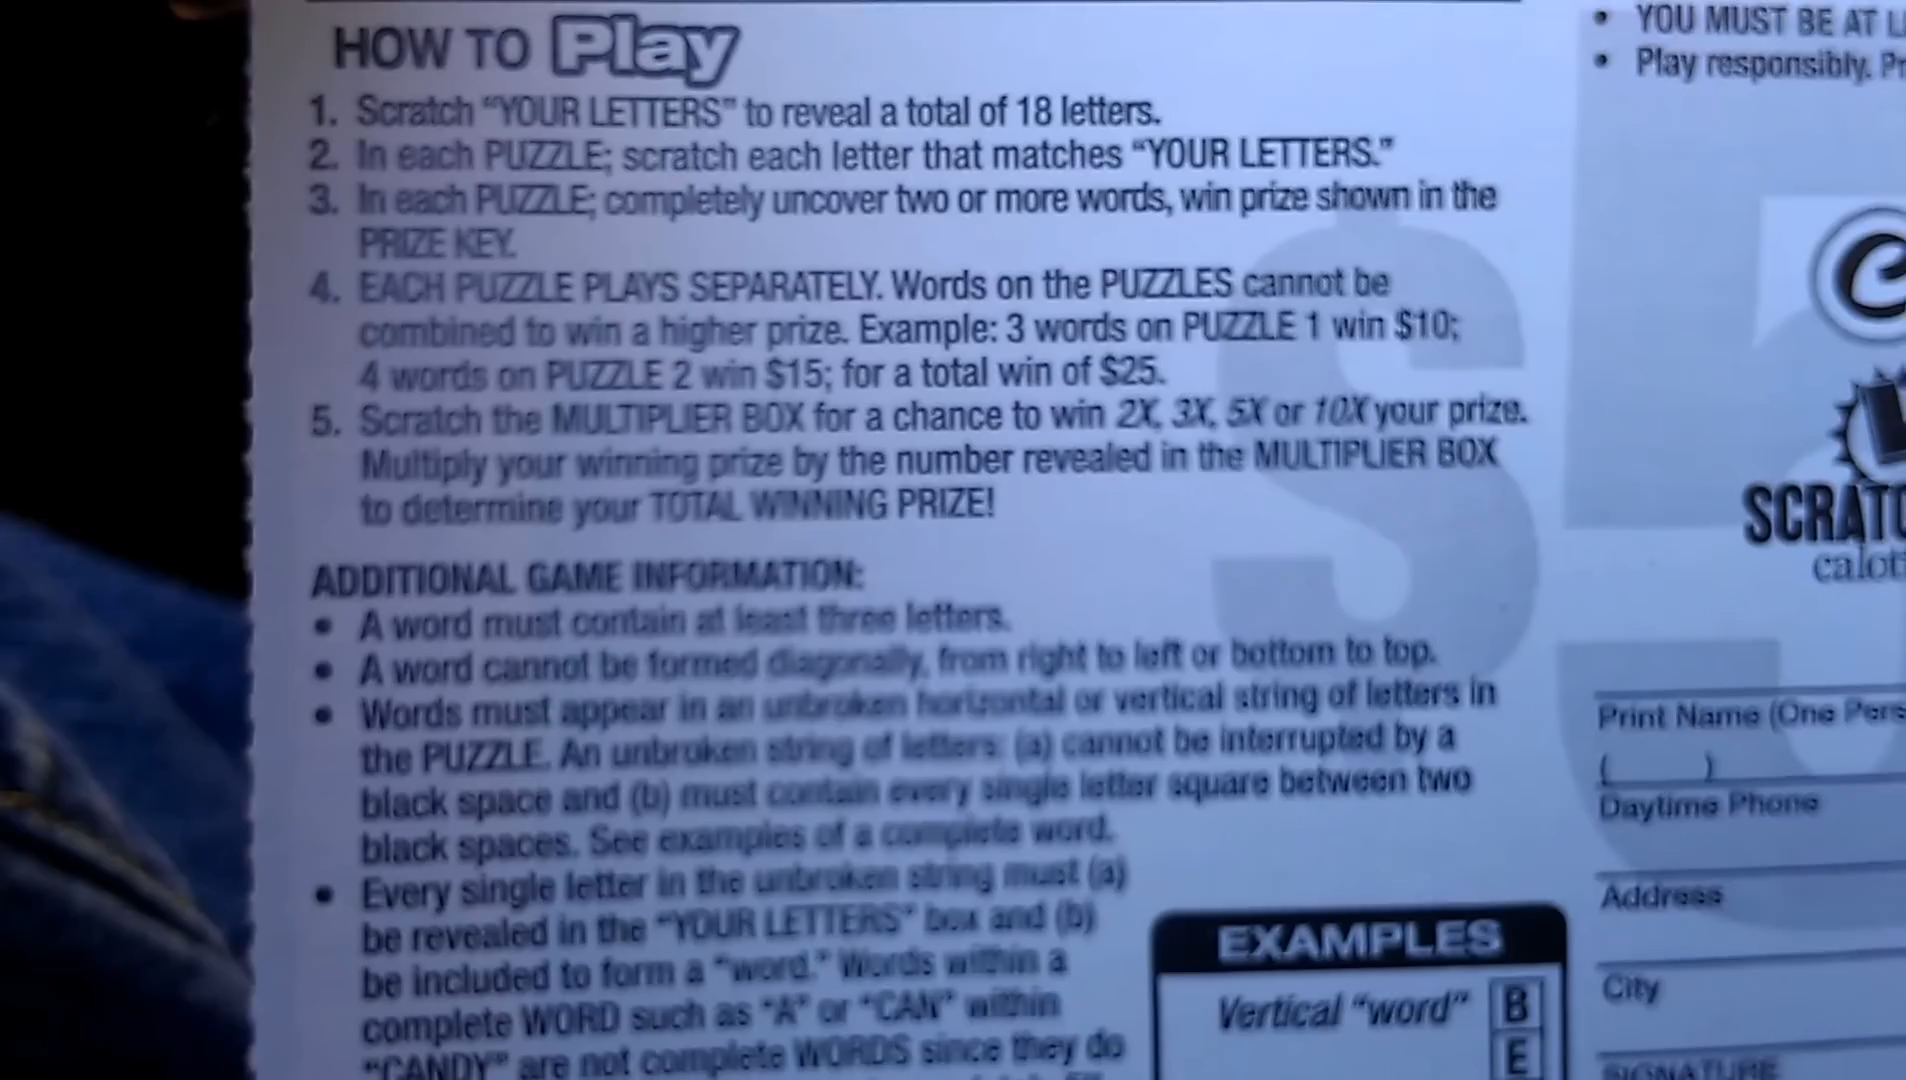 HOW TO Play
1. Scratch “YOUR LETTERS” to reveal a total of 18 letters.
2. In each PUZZLE; scratch each letter that matches “YOUR LETTERS.”
3. In each PUZZLE; completely uncover two or more words, win prize shown in the
PRIZE KEY.
4. EACH PUZZLE PLAYS SEPARATELY. Words on the PUZZLES cannot be
combined to win a higher prize. Example: 3 words on PUZZLE 1 win $10;
4 words on PUZZLE 2 win $15; for a total win of $25.
5. Scratch the MULTIPLIER BOX for a chance to win 2X, 3X, 5X or 10X your prize.
Multiply your winning prize by the number revealed in the MULTIPLIER BOX
to determine your TOTAL WINNING PRIZE!
ADDITIONAL GAME INFORMATION:
• A word must contain at least three letters.
• A word cannot be formed diagonally, from right to left or bottom to top.
• Words must appear in an unbroken horizontal or vertical string of letters in
the PUZZLE. An unbroken string of letters: (a) cannot be interrupted by a
black space and (b) must contain every single letter square between two
black spaces. See examples of a complete word.
• Every single letter in the unbroken string must (a)
be revealed in the “YOUR LETTERS” box and (b)
be included to form a “word.” Words within a
complete WORD such as “A” or “CAN” within
“CANDY” are not complete WORDS since they do
EXAMPLES
Vertical “word”
B
E
• YOU MUST BE AT L
• Play responsibly. Pr
$5
C
SCRATC
calot
Print Name (One Pers
( )
Daytime Phone
Address
City
SIGNATURE